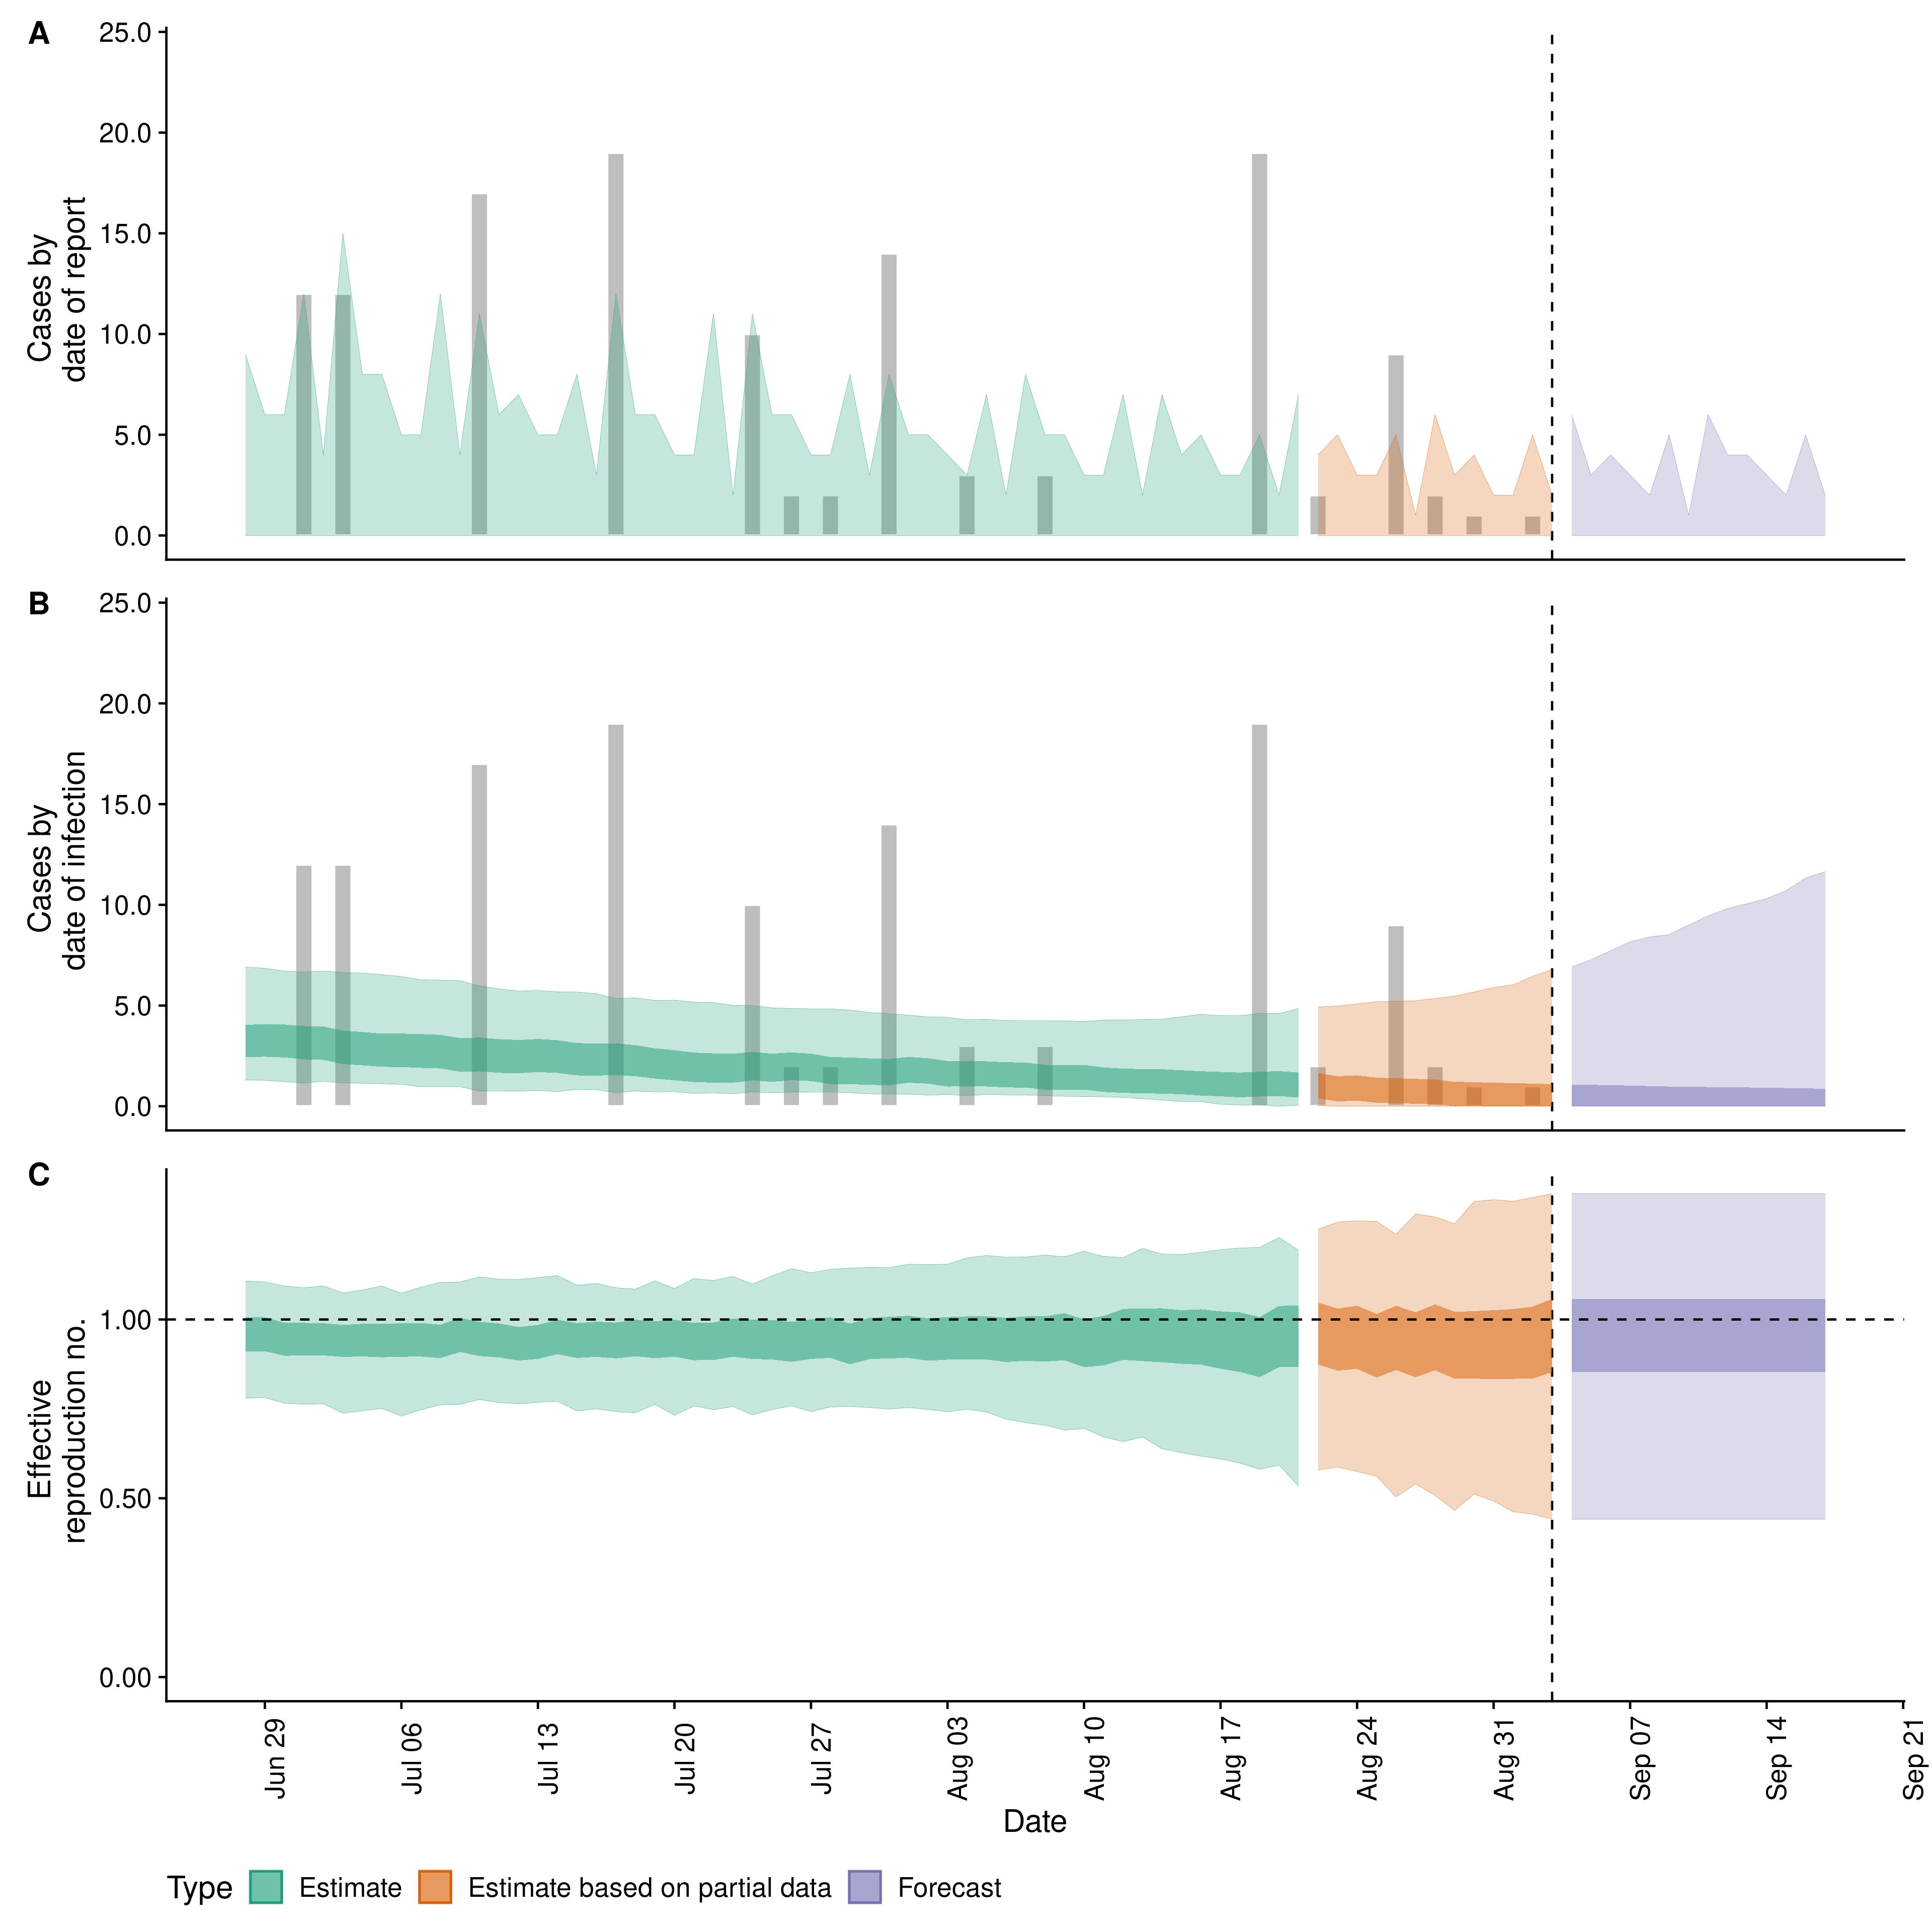 A
25.0
20.0
15.0
10.0
5.0
0.0
Cases by
date of report
B
25.0
20.0
15.0
10.0
5.0
0.0
Cases by
date of infection
C
1.00
0.50
0.00
Effective
reproduction no.
Jun 29
Jul 06
Jul 13
Jul 20
Jul 27
Aug 03
Aug 10
Aug 17
Aug 24
Aug 31
Sep 07
Sep 14
Sep 21
Date
Type Estimate Estimate based on partial data Forecast